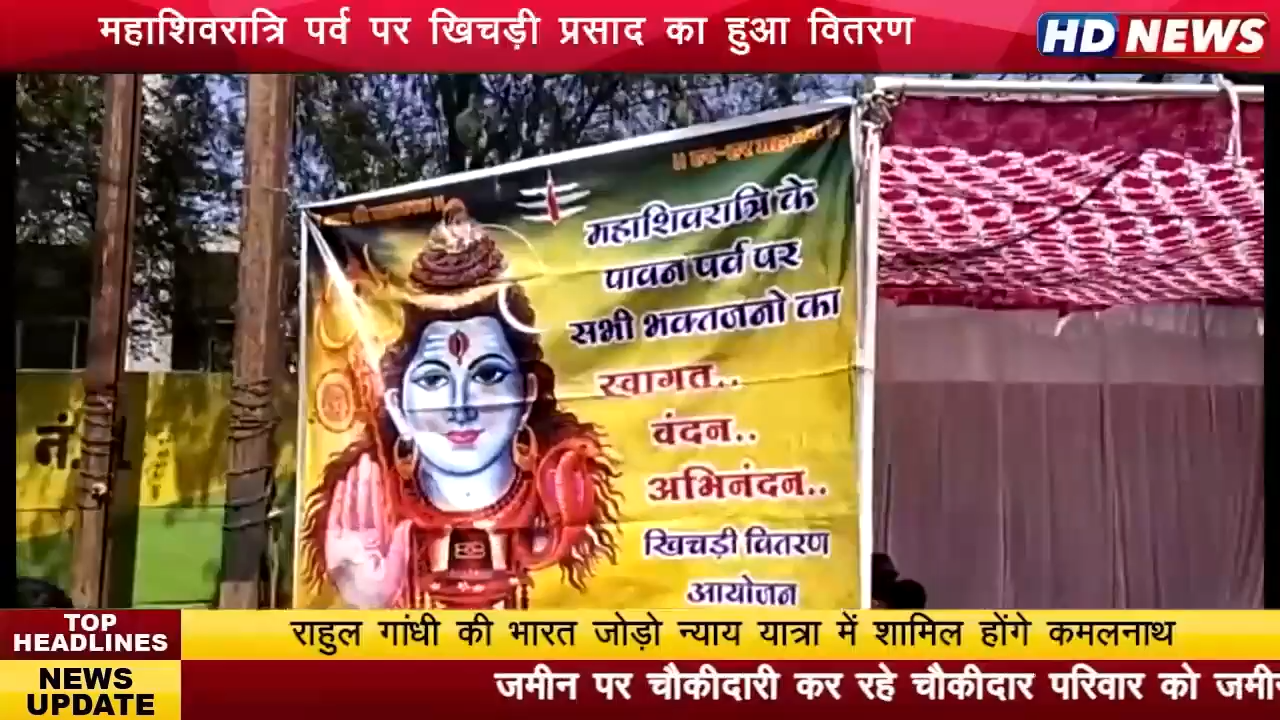 महाशिवरात्रि पर्व पर खिचड़ी प्रसाद का हुआ वितरण
HD NEWS
महाशिवरात्रि के
पावन पर्व पर
सभी भक्तजनो का
स्वागत..
वंदन..
अभिनंदन..
खिचड़ी वितरण
आयोजन
तं.
TOP
HEADLINES
राहुल गांधी की भारत जोड़ो न्याय यात्रा में शामिल होंगे कमलनाथ
NEWS
UPDATE
जमीन पर चौकीदारी कर रहे चौकीदार परिवार को